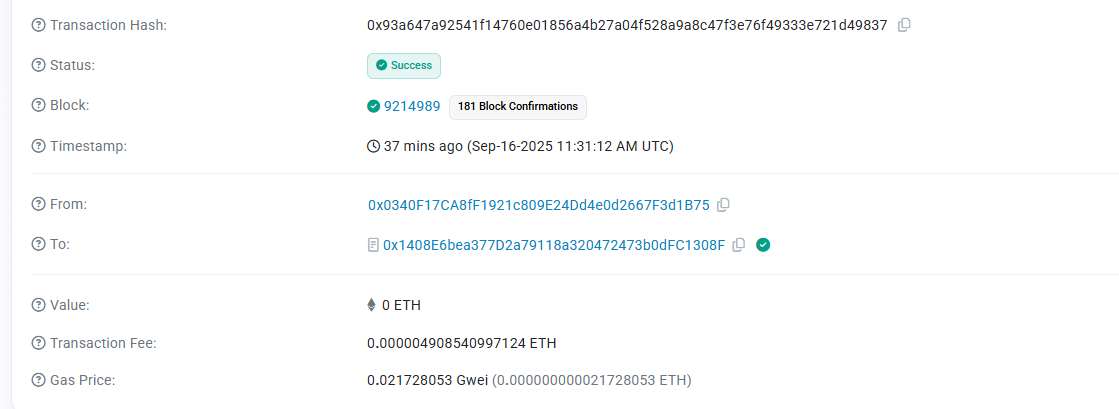 Transaction Hash: 0x93a647a92541f14760e01856a4b27a04f528a9a8c47f3e76f49333e721d49837
Status: Success
Block: 9214989 181 Block Confirmations
Timestamp: 37 mins ago (Sep-16-2025 11:31:12 AM UTC)
From: 0x0340F17CA8fF1921c809E24Dd4e0d2667F3d1B75
To: 0x1408E6bea377D2a79118a320472473b0dFC1308F
Value: 0 ETH
Transaction Fee: 0.000004908540997124 ETH
Gas Price: 0.021728053 Gwei (0.000000000021728053 ETH)